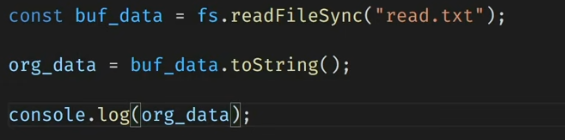 const buf_data = fs.readFileSync("read.txt");
org_data = buf_data.toString();
console.log(org_data);